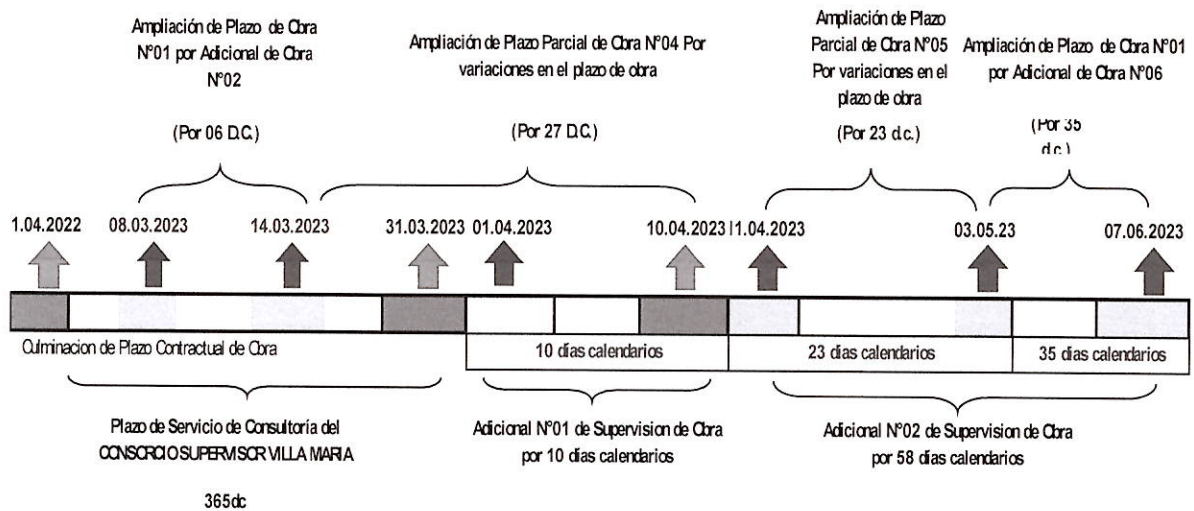 Ampliación de Plazo de Obra
N°01 por Adicional de Obra
N°02
(Por 06 D.C.)
Ampliación de Plazo Parcial de Obra N°04 Por
variaciones en el plazo de obra
(Por 27 D.C.)
Ampliación de Plazo
Parcial de Obra N°05
Por variaciones en el
plazo de obra
(Por 23 d.c.)
Ampliación de Plazo de Obra N°01
por Adicional de Obra N°06
(Por 35
d.c.)
1.04.2022 08.03.2023 14.03.2023 31.03.2023 01.04.2023 10.04.2023 11.04.2023 03.05.23 07.06.2023
Culminacion de Plazo Contractual de Obra
10 días calendarios 23 días calendarios 35 días calendarios
Plazo de Servicio de Consultoría del
CONSORCIO SUPERVISOR VILLA MARIA
365dc
Adicional N°01 de Supervision de Obra
por 10 días calendarios
Adicional N°02 de Supervision de Obra
por 58 días calendarios